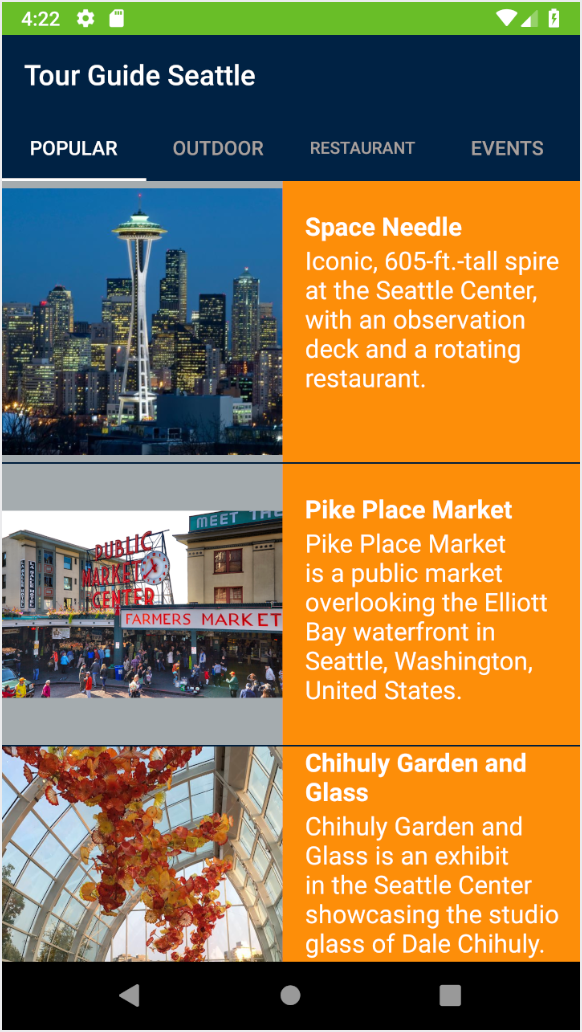 4:22
Tour Guide Seattle
POPULAR OUTDOOR RESTAURANT EVENTS
Space Needle
Iconic, 605-ft.-tall spire
at the Seattle Center,
with an observation
deck and a rotating
restaurant.
MEET THE
PUBLIC
MARKET
CENTER
FARMERS MARKET
Pike Place Market
Pike Place Market
is a public market
overlooking the Elliott
Bay waterfront in
Seattle, Washington,
United States.
Chihuly Garden and
Glass
Chihuly Garden and
Glass is an exhibit
in the Seattle Center
showcasing the studio
glass of Dale Chihuly.